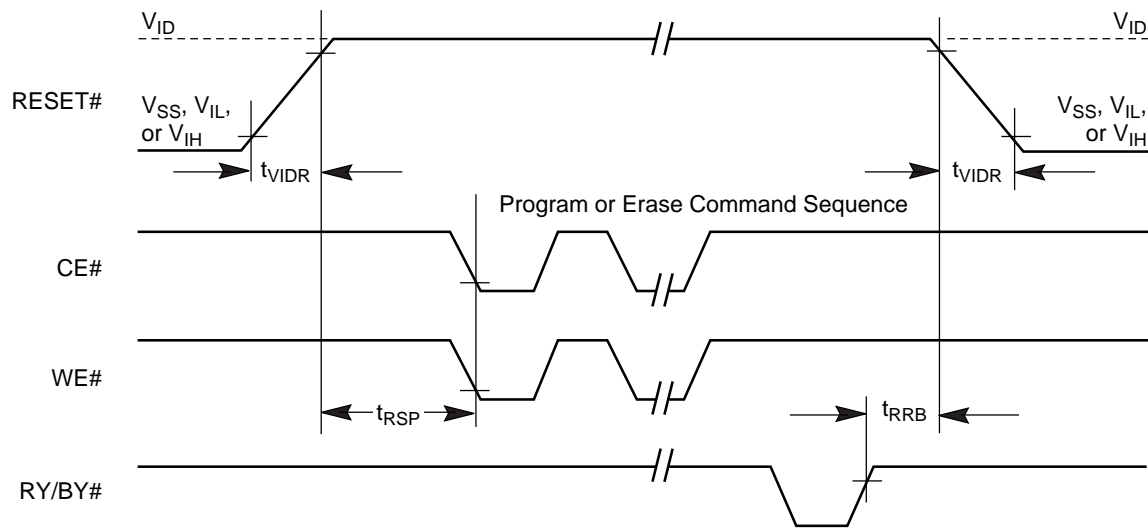 VID
VID
RESET#
VSS, VIL,
or VIH
VSS, VIL,
or VIH
tVIDR
tVIDR
Program or Erase Command Sequence
CE#
WE#
tRSP
tRRB
RY/BY#